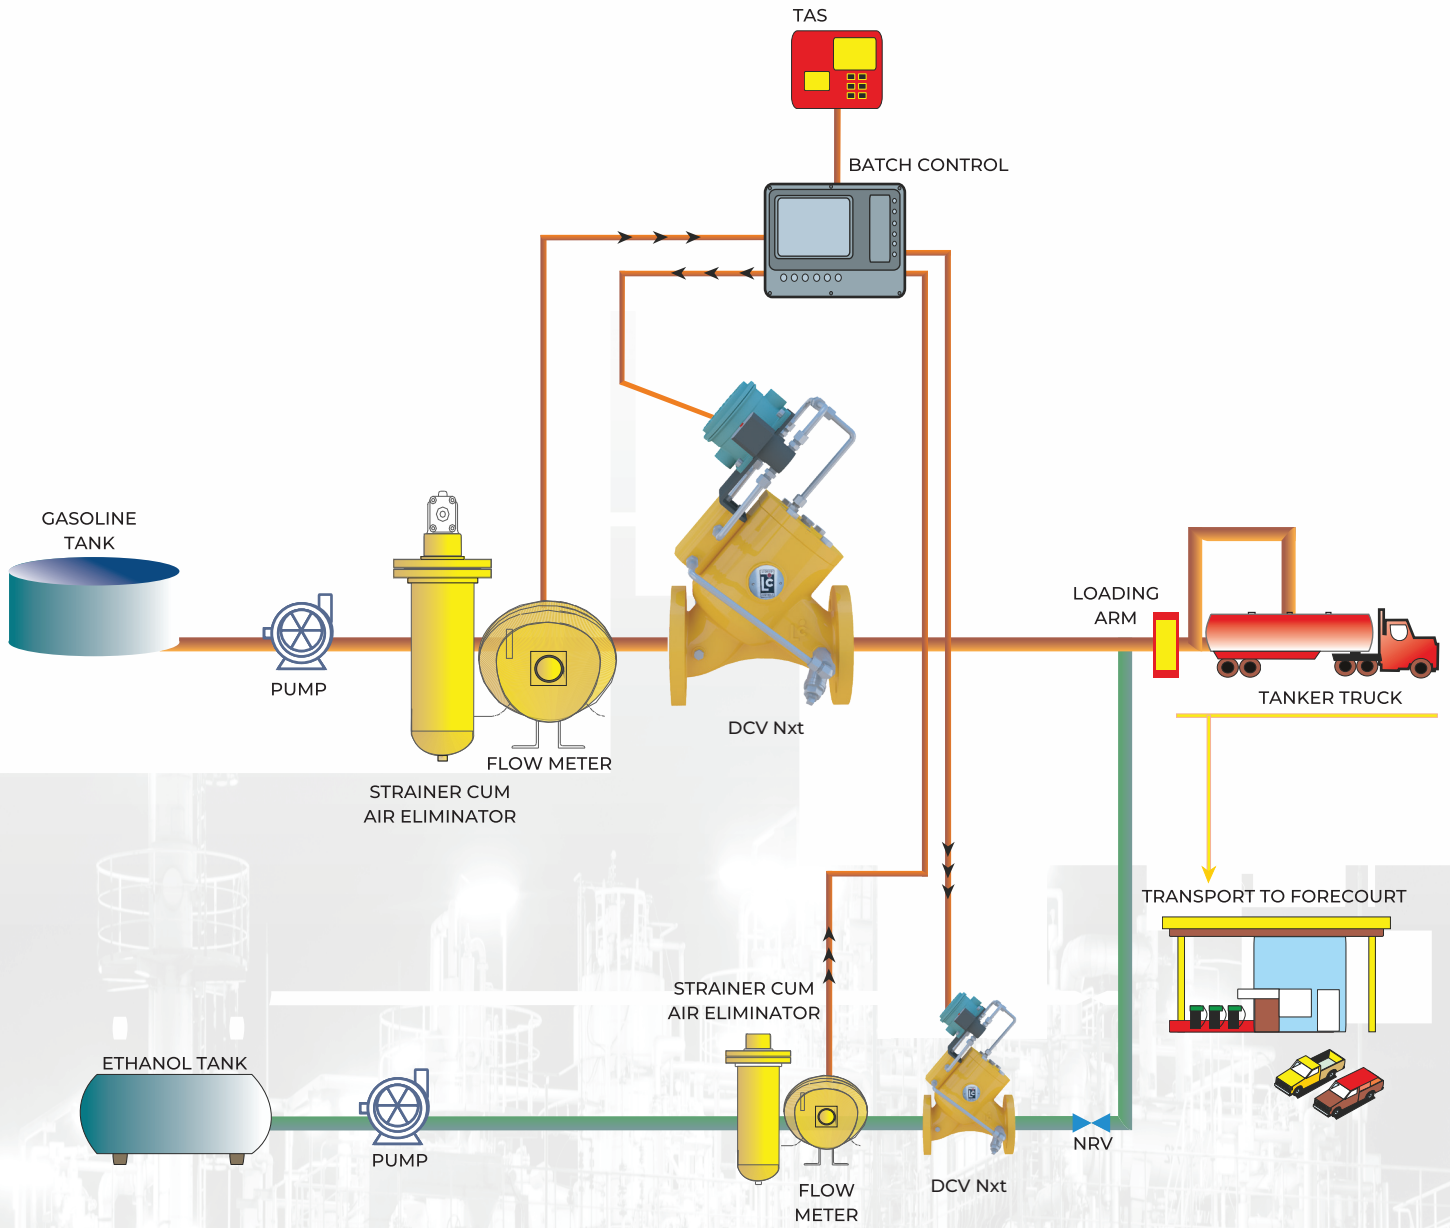 TAS
BATCH CONTROL
GASOLINE
TANK
PUMP
STRAINER CUM
AIR ELIMINATOR
FLOW METER
DCV Nxt
LOADING
ARM
TANKER TRUCK
TRANSPORT TO FORECOURT
STRAINER CUM
AIR ELIMINATOR
ETHANOL TANK
PUMP
FLOW
METER
DCV Nxt
NRV